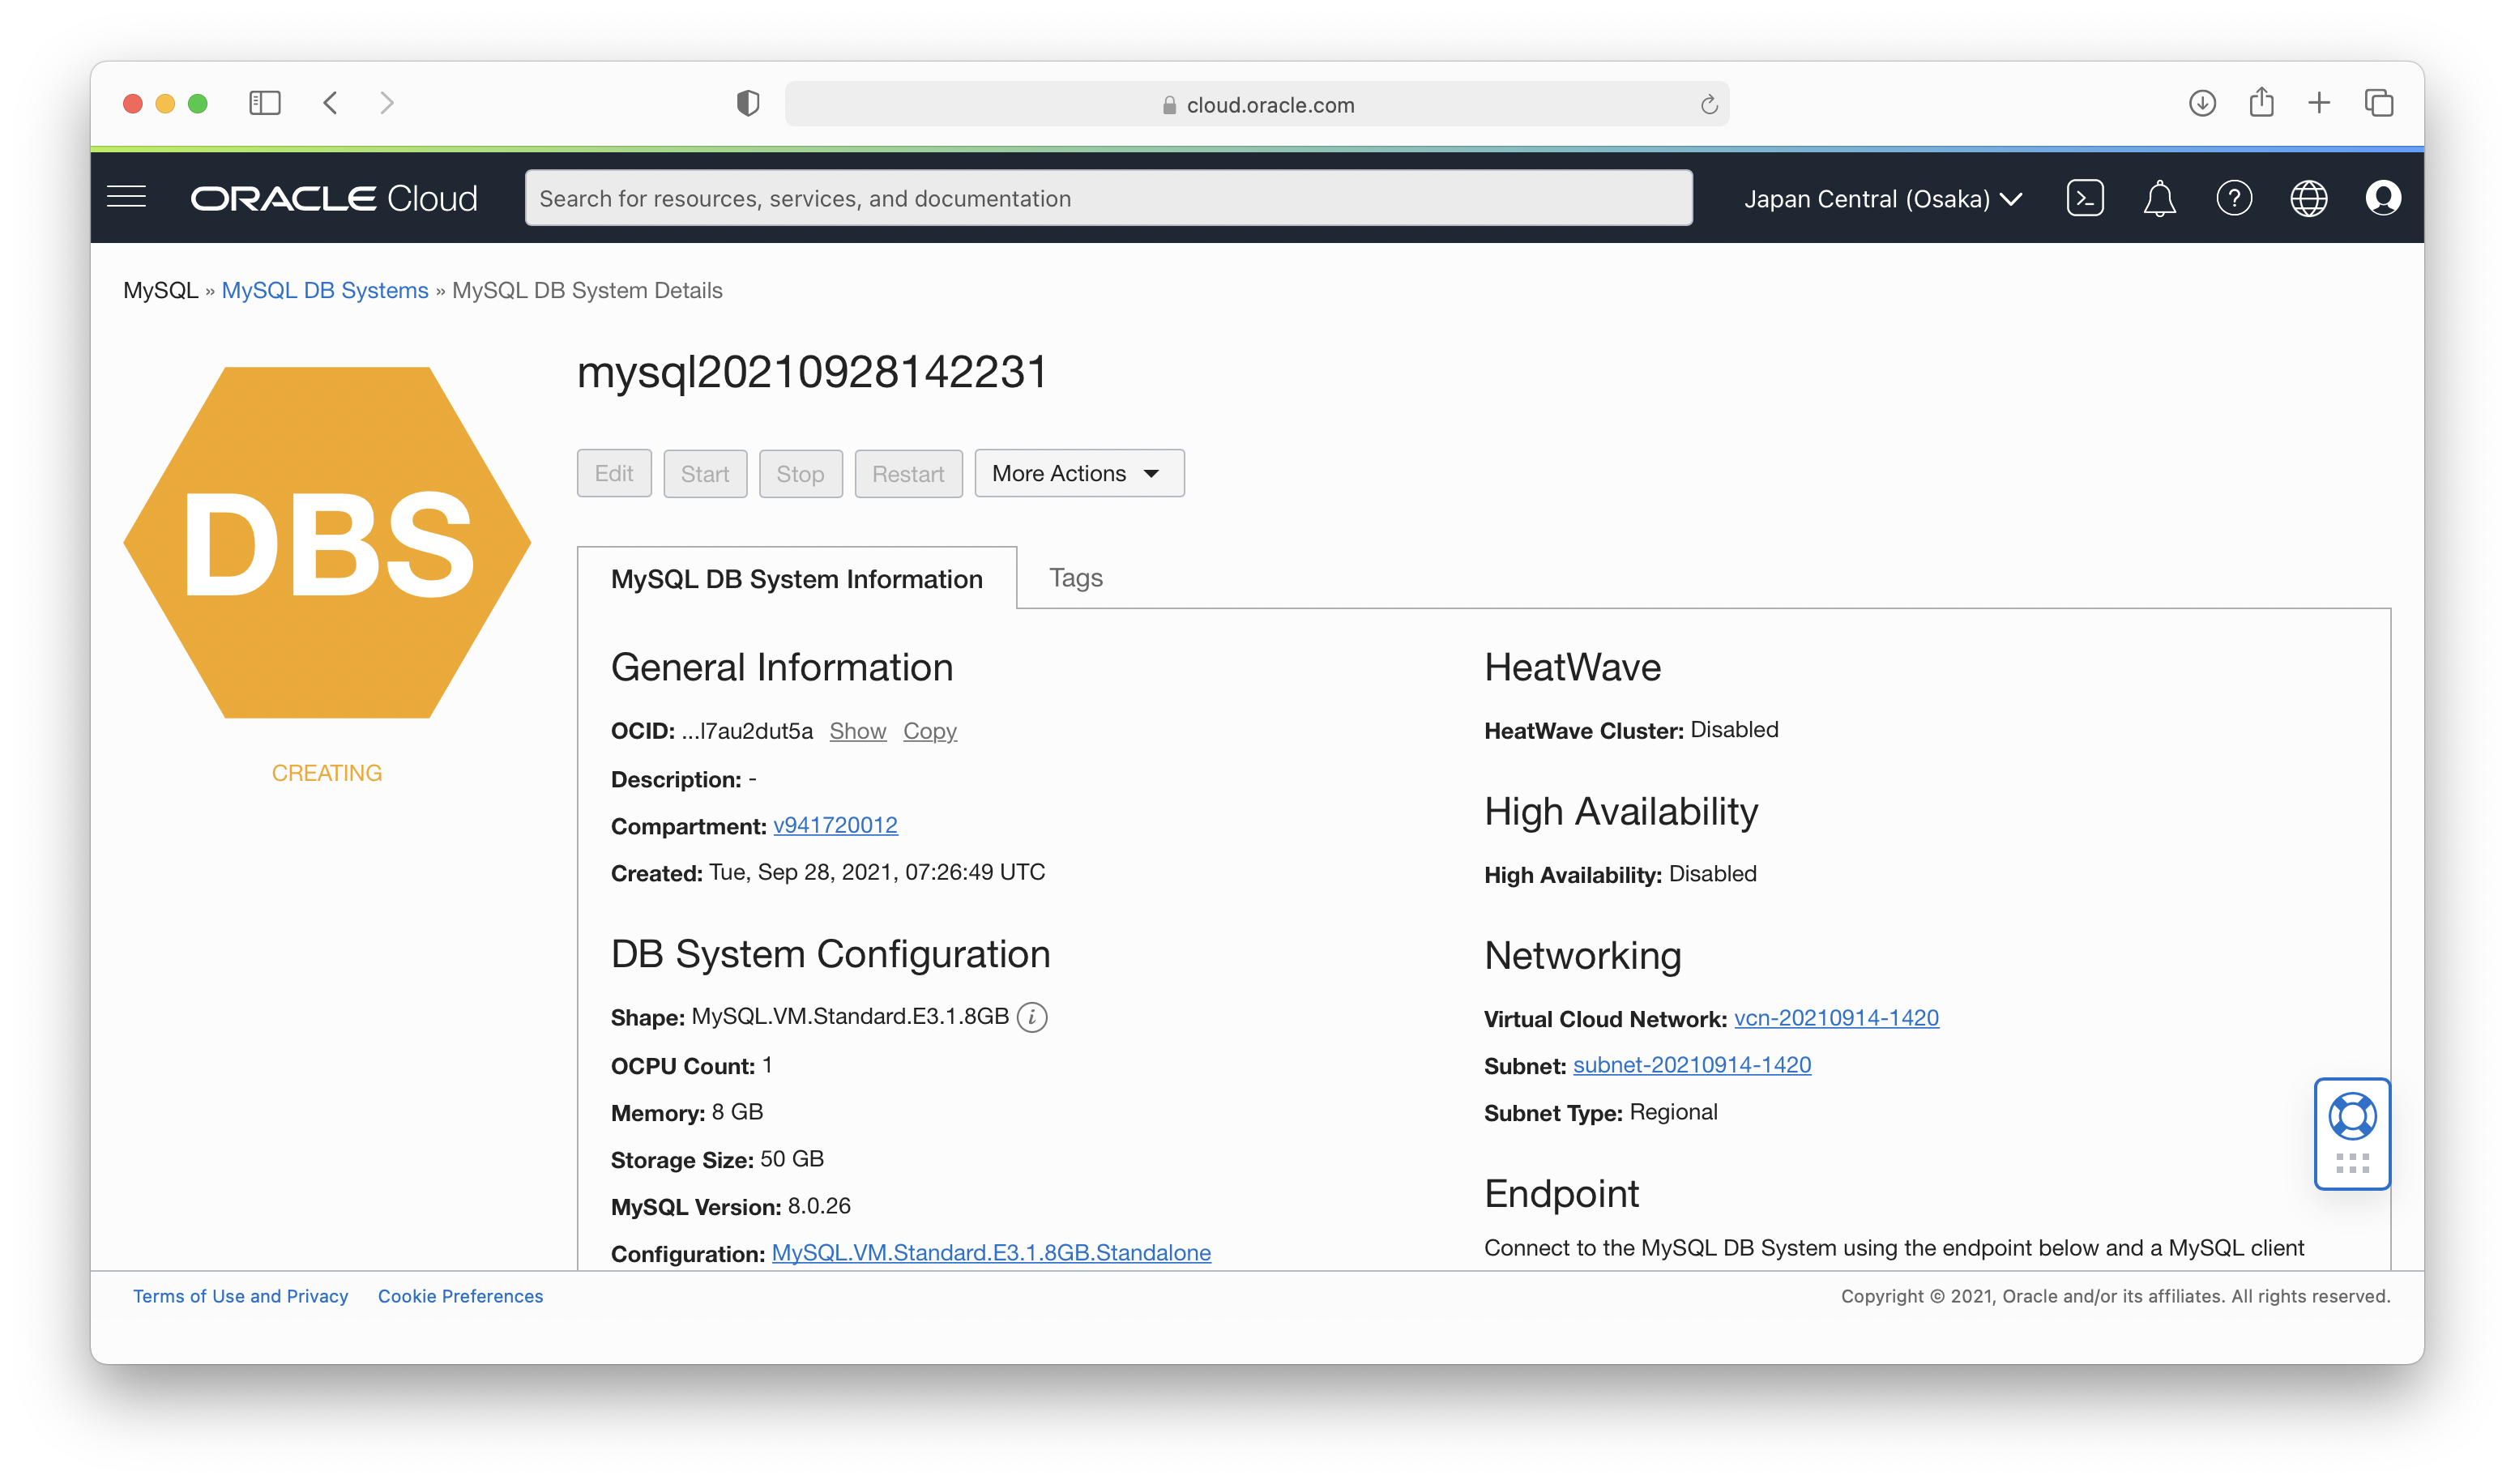 cloud.oracle.com
ORACLE Cloud
Search for resources, services, and documentation
Japan Central (Osaka)
MySQL » MySQL DB Systems » MySQL DB System Details
DBS
CREATING
mysql20210928142231
Edit Start Stop Restart More Actions
MySQL DB System Information Tags
General Information
OCID: ...l7au2dut5a Show Copy
Description: -
Compartment: v941720012
Created: Tue, Sep 28, 2021, 07:26:49 UTC
DB System Configuration
Shape: MySQL.VM.Standard.E3.1.8GB
OCPU Count: 1
Memory: 8 GB
Storage Size: 50 GB
MySQL Version: 8.0.26
Configuration: MySQL.VM.Standard.E3.1.8GB.Standalone
HeatWave
HeatWave Cluster: Disabled
High Availability
High Availability: Disabled
Networking
Virtual Cloud Network: vcn-20210914-1420
Subnet: subnet-20210914-1420
Subnet Type: Regional
Endpoint
Connect to the MySQL DB System using the endpoint below and a MySQL client
Terms of Use and Privacy Cookie Preferences
Copyright © 2021, Oracle and/or its affiliates. All rights reserved.